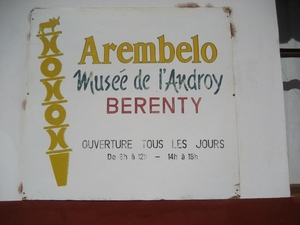 Arembelo
Musée de l'Androy
BERENTY
OUVERTURE TOUS LES JOURS
De 8h à 12h - 14h à 18h